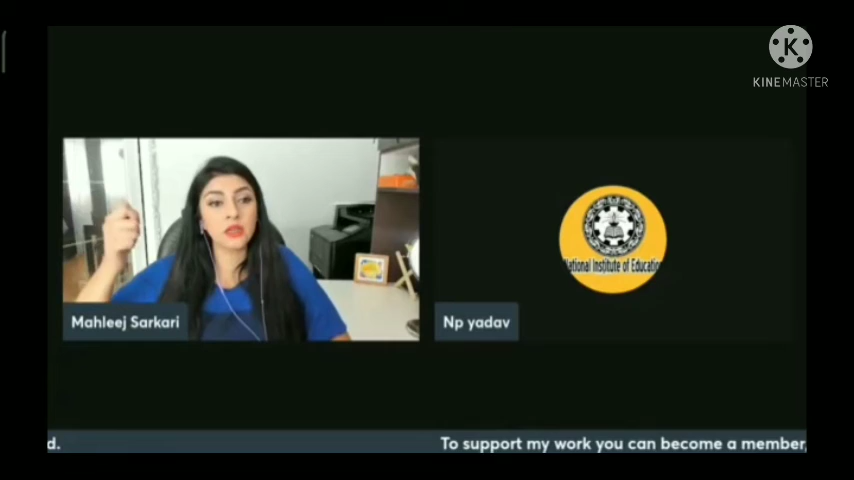 KINEMASTER
Mahleej Sarkari
National Institute of Education
Np yadav
d.
To support my work you can become a member,